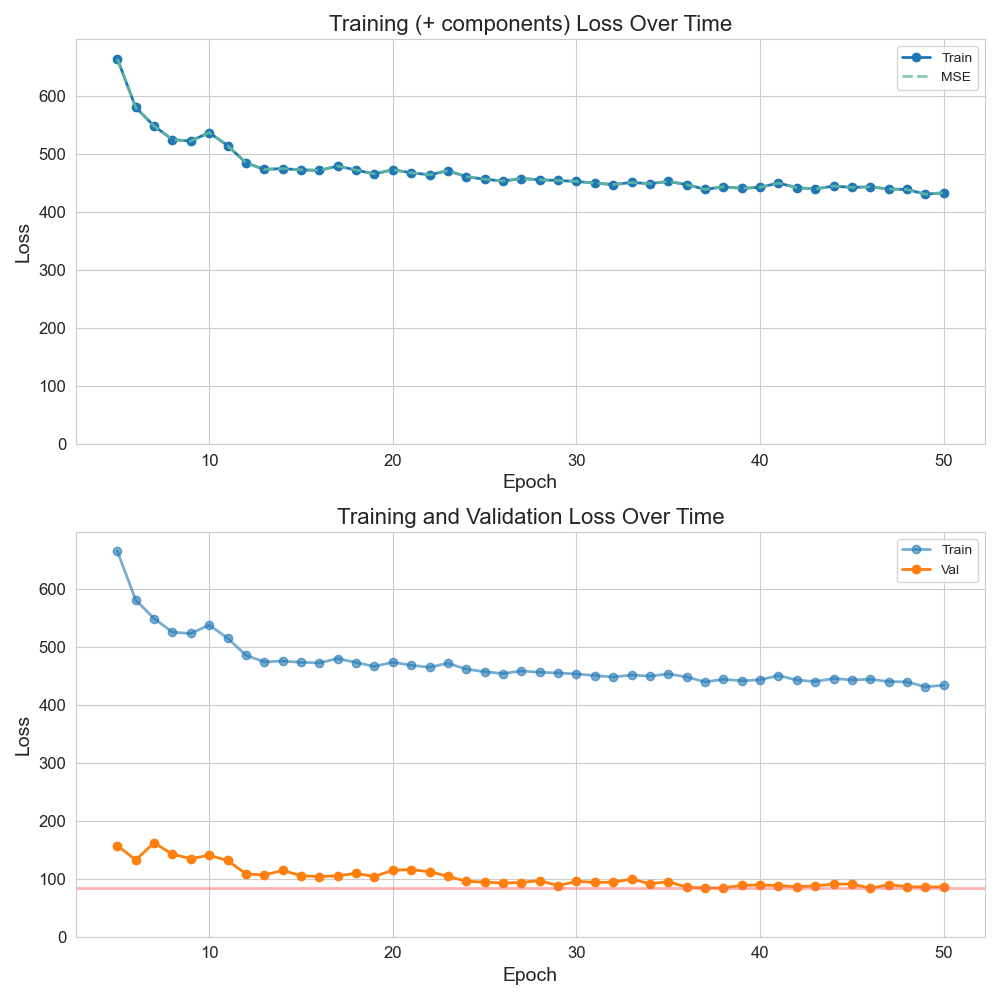 Training (+ components) Loss Over Time
Train
MSE
600
500
400
300
200
100
0
Loss
10 20 30 40 50
Epoch
Training and Validation Loss Over Time
Train
Val
600
500
400
300
200
100
0
Loss
10 20 30 40 50
Epoch